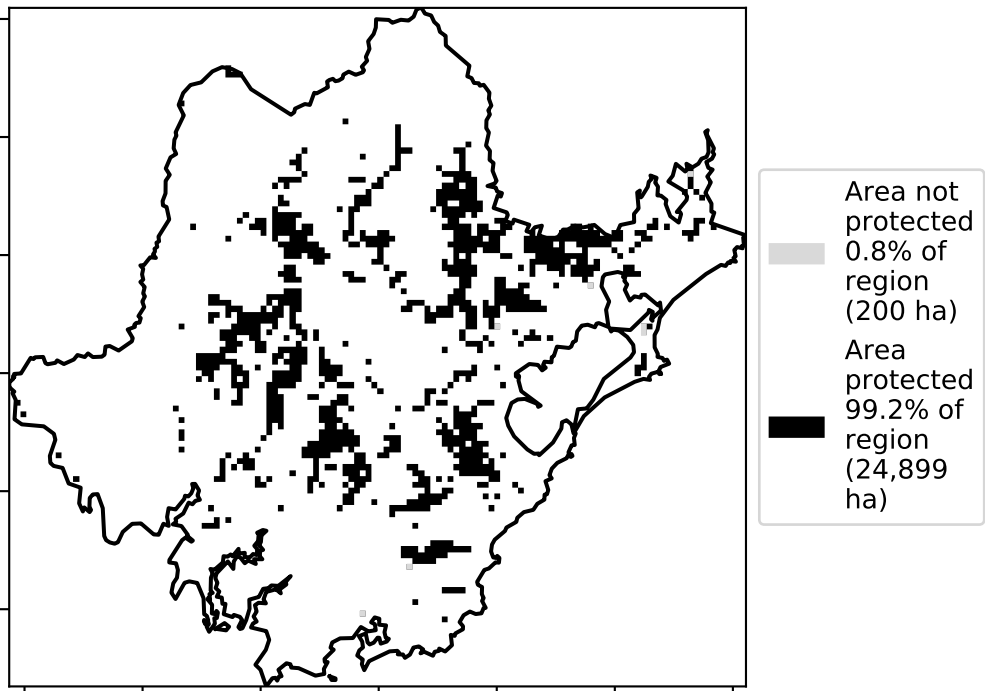 Area not
protected
0.8% of
region
(200 ha)
Area
protected
99.2% of
region
(24,899
ha)